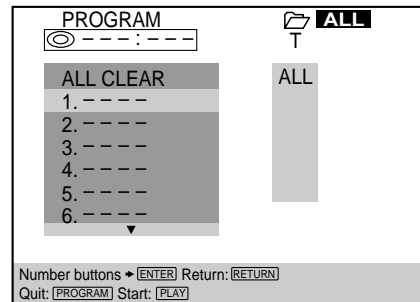 PROGRAM
ALL
---:---
T
ALL CLEAR
ALL
1. ----
2. ----
3. ----
4. ----
5. ----
6. ----
Number buttons ENTER Return: RETURN
Quit: PROGRAM Start: PLAY